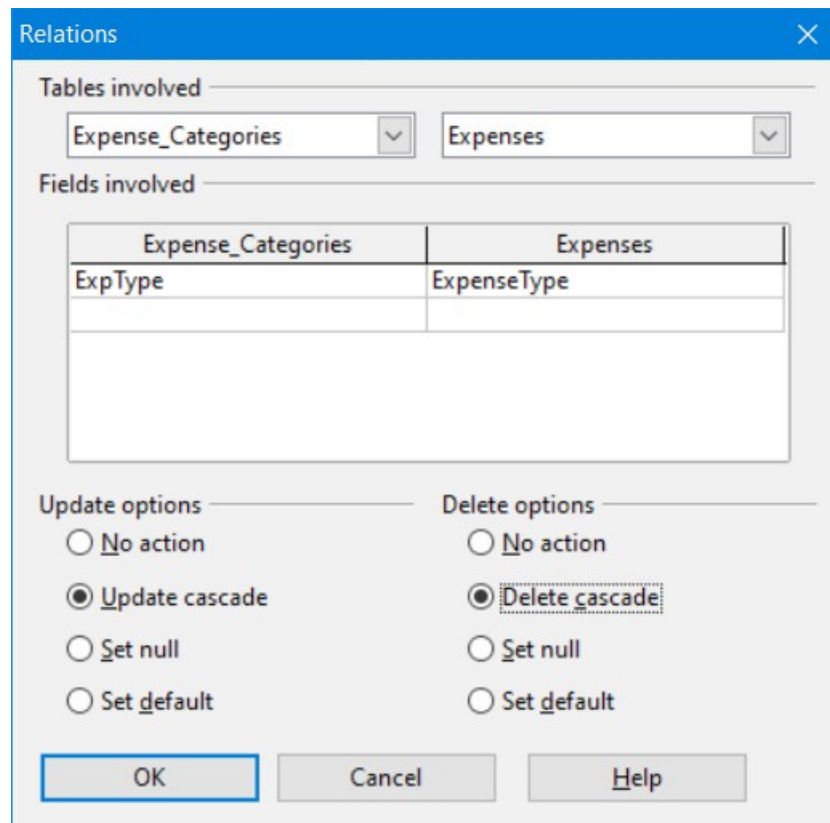 Relations
Tables involved
Expense_Categories Expenses
Fields involved
Expense_Categories Expenses
ExpType ExpenseType
Update options Delete options
No action No action
Update cascade Delete cascade
Set null Set null
Set default Set default
OK Cancel Help